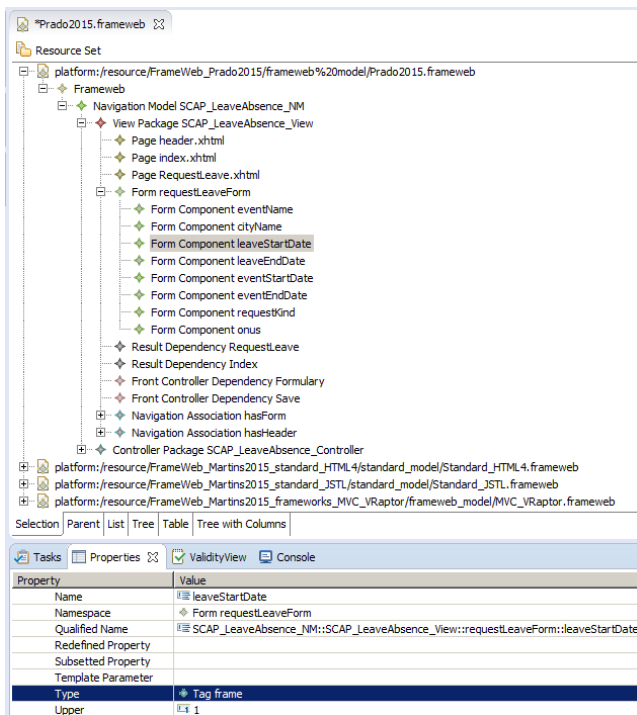 *Prado2015.frameweb
Resource Set
platform:/resource/FrameWeb_Prado2015/frameweb%20model/Prado2015.frameweb
Frameweb
Navigation Model SCAP_LeaveAbsence_NM
View Package SCAP_LeaveAbsence_View
Page header.xhtml
Page index.xhtml
Page RequestLeave.xhtml
Form requestLeaveForm
Form Component eventName
Form Component cityName
Form Component leaveStartDate
Form Component leaveEndDate
Form Component eventStartDate
Form Component eventEndDate
Form Component requestKind
Form Component onus
Result Dependency RequestLeave
Result Dependency Index
Front Controller Dependency Formulary
Front Controller Dependency Save
Navigation Association hasForm
Navigation Association hasHeader
Controller Package SCAP_LeaveAbsence_Controller
platform:/resource/FrameWeb_Martins2015_standard_HTML4/standard_model/Standard_HTML4.frameweb
platform:/resource/FrameWeb_Martins2015_standard_JSTL/standard_model/Standard_JSTL.frameweb
platform:/resource/FrameWeb_Martins2015_frameworks_MVC_VRaptor/frameweb_model/MVC_VRaptor.frameweb
Selection Parent List Tree Table Tree with Columns
Tasks Properties ValidityView Console
Property Value
Name leaveStartDate
Namespace Form requestLeaveForm
Qualified Name SCAP_LeaveAbsence_NM::SCAP_LeaveAbsence_View::requestLeaveForm::leaveStartDate
Redefined Property
Subsetted Property
Template Parameter
Type Tag frame
Upper 1